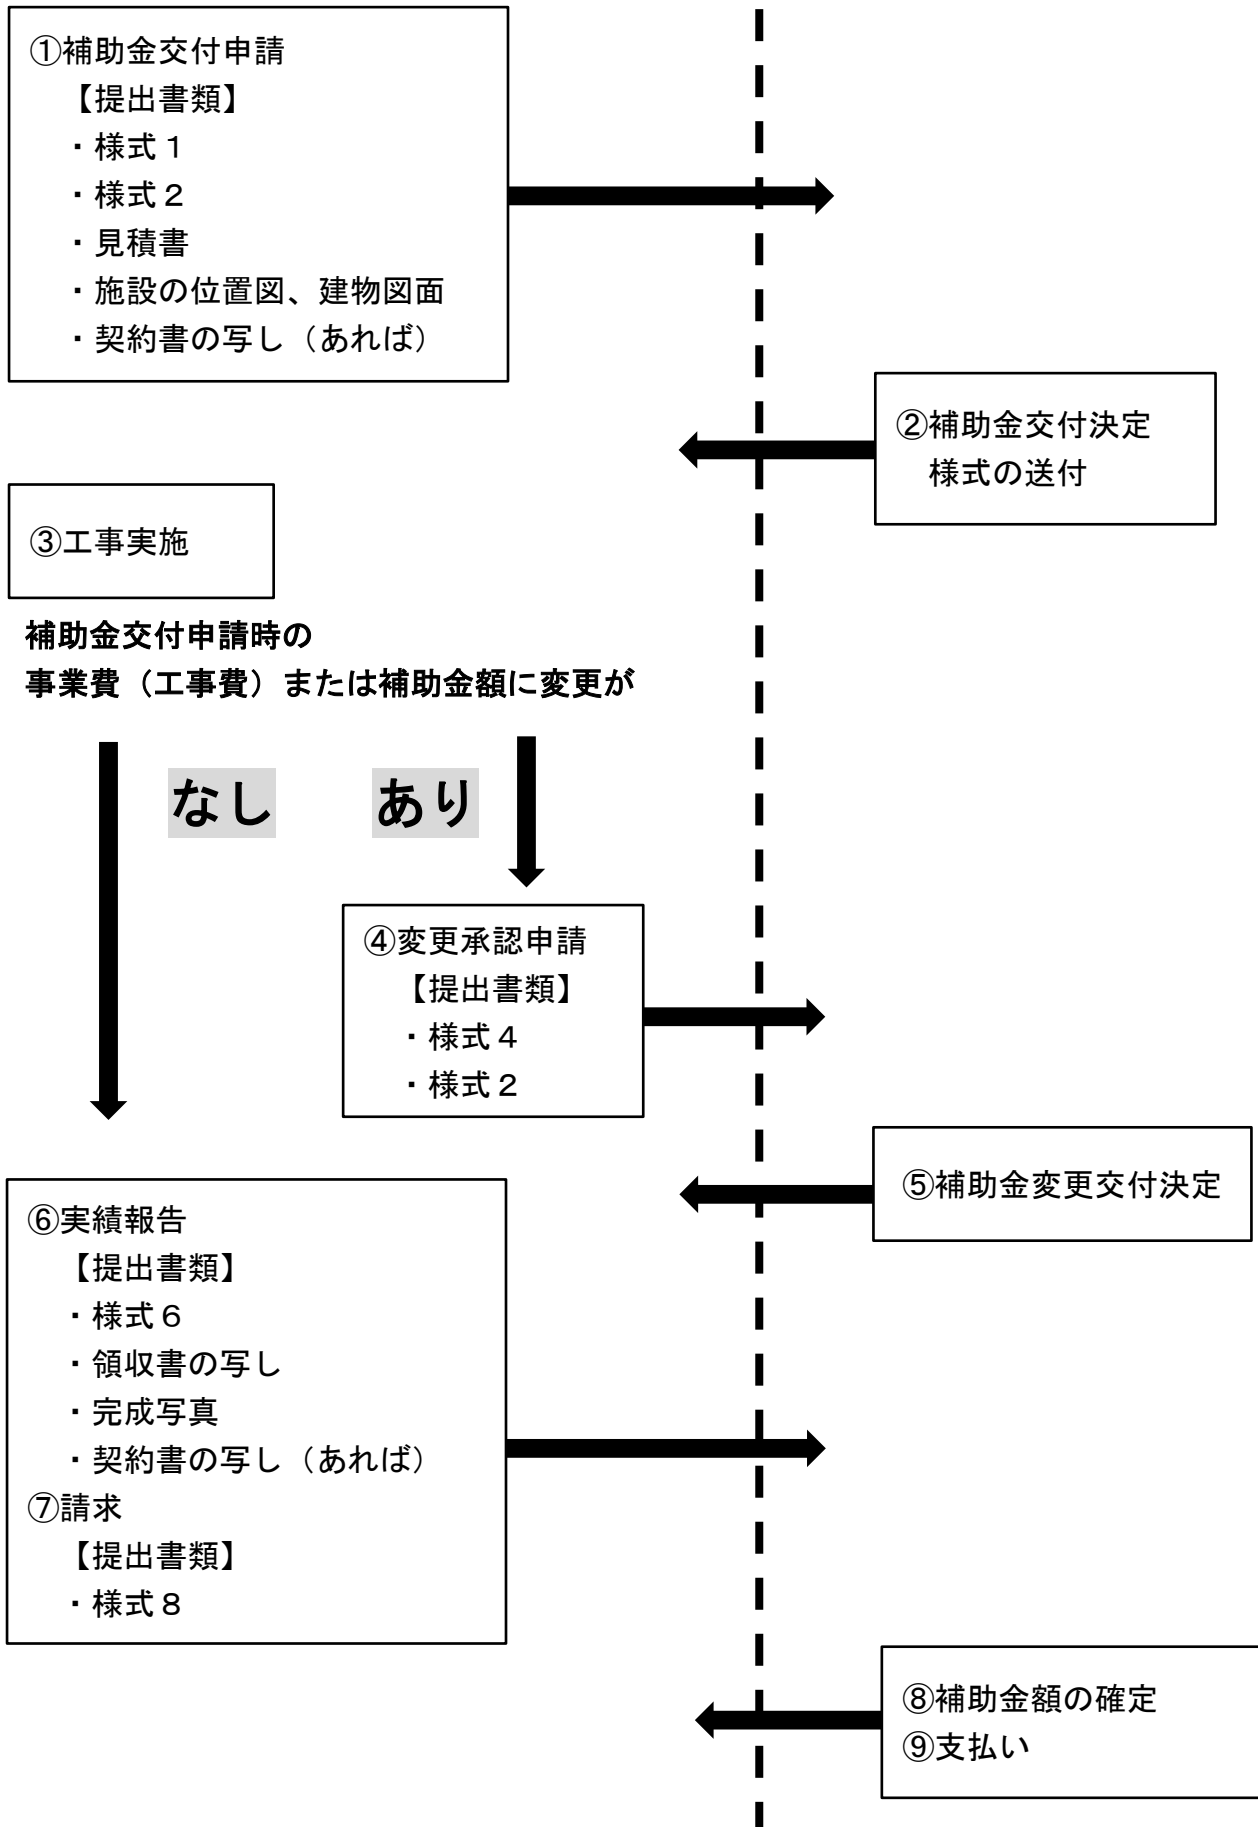 ①補助金交付申請
【提出書類】
・様式１
・様式２
・見積書
・施設の位置図、建物図面
・契約書の写し（あれば）
②補助金交付決定
様式の送付
③工事実施
補助金交付申請時の
事業費（工事費）または補助金額に変更が
なし
あり
④変更承認申請
【提出書類】
・様式４
・様式２
⑤補助金変更交付決定
⑥実績報告
【提出書類】
・様式６
・領収書の写し
・完成写真
・契約書の写し（あれば）
⑦請求
【提出書類】
・様式８
⑧補助金額の確定
⑨支払い